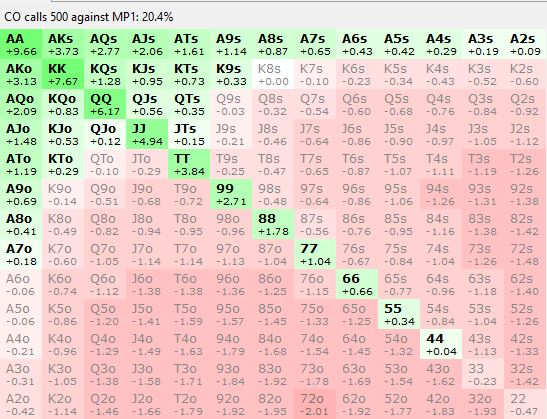 CO calls 500 against MP1: 20.4%
AA AKs AQs AJs ATs A9s A8s A7s A6s A5s A4s A3s A2s
+9.66 +3.73 +2.77 +2.06 +1.61 +1.14 +0.87 +0.65 +0.43 +0.42 +0.29 +0.19 +0.09
AKo KK KQs KJs KTs K9s K8s K7s K6s K5s K4s K3s K2s
+3.13 +7.67 +1.28 +0.95 +0.73 +0.33 +0.00 -0.10 -0.23 -0.34 -0.43 -0.52 -0.60
AQo KQo QQ QJs QTs Q9s Q8s Q7s Q6s Q5s Q4s Q3s Q2s
+2.09 +0.83 +6.17 +0.56 +0.35 -0.03 -0.32 -0.54 -0.60 -0.68 -0.76 -0.84 -0.92
AJo KJo QJo JJ JTs J9s J8s J7s J6s J5s J4s J3s J2s
+1.48 +0.53 +0.12 +4.94 +0.15 -0.21 -0.46 -0.64 -0.86 -0.90 -0.97 -1.05 -1.12
ATo KTo QTo JTo TT T9s T8s T7s T6s T5s T4s T3s T2s
+1.19 +0.29 -0.10 -0.29 +3.84 -0.25 -0.47 -0.65 -0.87 -1.07 -1.11 -1.19 -1.26
A9o K9o Q9o J9o T9o 99 98s 97s 96s 95s 94s 93s 92s
+0.69 -0.14 -0.51 -0.68 -0.72 +2.71 -0.48 -0.64 -0.86 -1.06 -1.26 -1.31 -1.38
A8o K8o Q8o J8o T8o 98o 88 87s 86s 85s 84s 83s 82s
+0.41 -0.49 -0.82 -0.94 -0.95 -0.96 +1.78 -0.56 -0.76 -0.95 -1.16 -1.38 -1.42
A7o K7o Q7o J7o T7o 97o 87o 77 76s 75s 74s 73s 72s
+0.18 -0.60 -1.05 -1.14 -1.14 -1.13 -1.04 +1.04 -0.67 -0.84 -1.04 -1.26 -1.48
A6o K6o Q6o J6o T6o 96o 86o 76o 66 65s 64s 63s 62s
-0.06 -0.74 -1.12 -1.38 -1.38 -1.36 -1.25 -1.15 +0.66 -0.77 -0.96 -1.18 -1.40
A5o K5o Q5o J5o T5o 95o 85o 75o 65o 55 54s 53s 52s
-0.06 -0.86 -1.20 -1.41 -1.59 -1.57 -1.45 -1.33 -1.25 +0.34 -0.84 -1.04 -1.26
A4o K4o Q4o J4o T4o 94o 84o 74o 64o 54o 44 43s 42s
-0.21 -0.96 -1.29 -1.49 -1.63 -1.79 -1.68 -1.54 -1.45 -1.32 +0.04 -1.13 -1.33
A3o K3o Q3o J3o T3o 93o 83o 73o 63o 53o 43o 33 32s
-0.31 -1.05 -1.38 -1.58 -1.71 -1.84 -1.92 -1.78 -1.69 -1.54 -1.62 -0.23 -1.42
A2o K2o Q2o J2o T2o 92o 82o 72o 62o 52o 42o 32o 22
-0.42 -1.14 -1.46 -1.66 -1.79 -1.92 -1.95 -2.01 -1.92 -1.77 -1.83 -1.93 -0.47